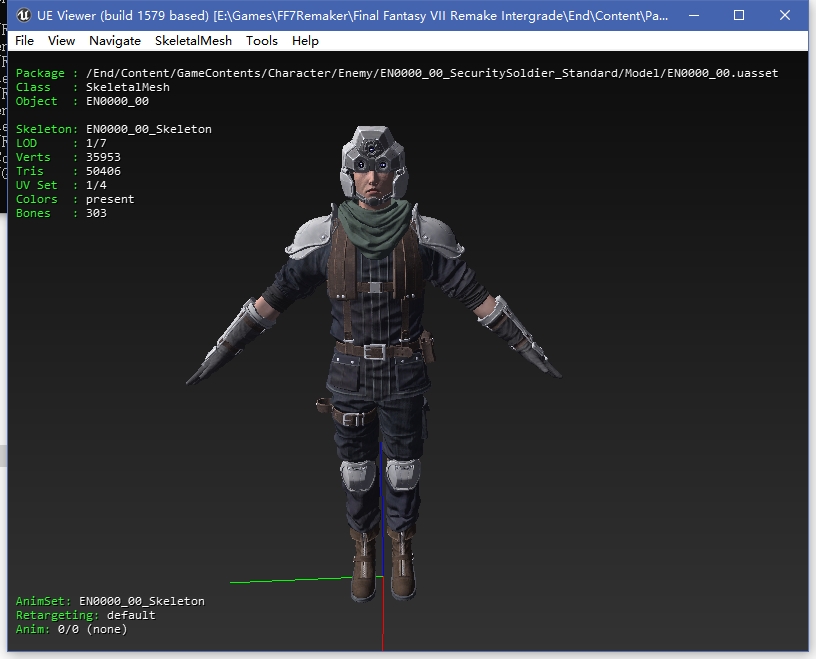 UE Viewer (build 1579 based) [E:\Games\FF7Remaker\Final Fantasy VII Remake Intergrade\End\Content\Pa...
File View Navigate SkeletalMesh Tools Help
Package : /End/Content/GameContents/Character/Enemy/EN0000_00_SecuritySoldier_Standard/Model/EN0000_00.uasset
Class : SkeletalMesh
Object : EN0000_00
Skeleton: EN0000_00_Skeleton
LOD : 1/7
Verts : 35953
Tris : 50406
UV Set : 1/4
Colors : present
Bones : 303
AnimSet: EN0000_00_Skeleton
Retargeting: default
Anim: 0/0 (none)